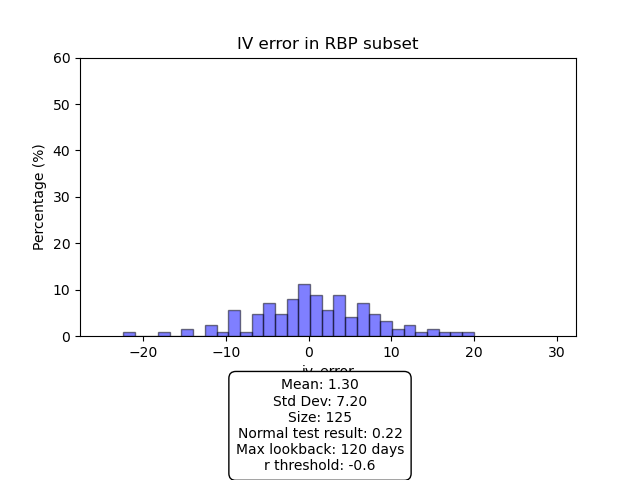 IV error in RBP subset
Percentage (%)
60
50
40
30
20
10
0
−20 −10 0 10 20 30
iv_error
Mean: 1.30
Std Dev: 7.20
Size: 125
Normal test result: 0.22
Max lookback: 120 days
r threshold: -0.6